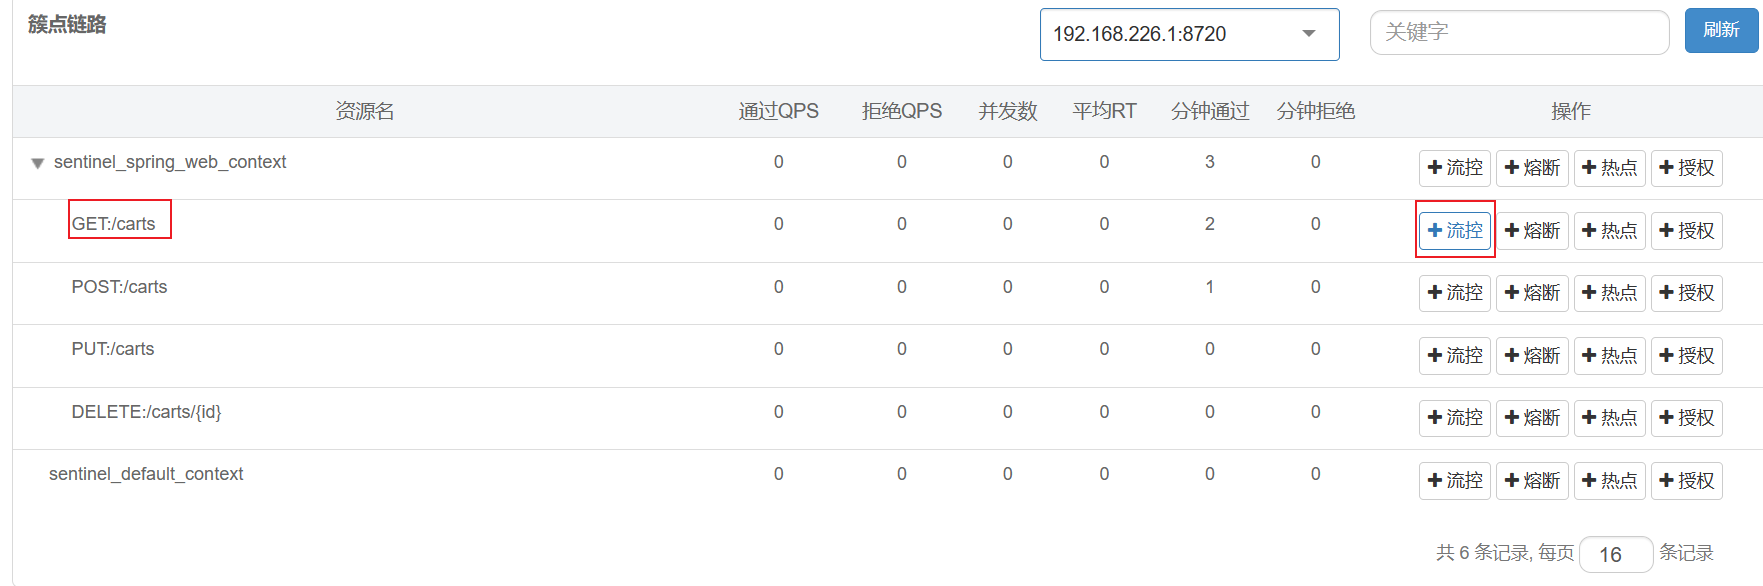 簇点链路
192.168.226.1:8720 关键字 刷新
资源名 通过QPS 拒绝QPS 并发数 平均RT 分钟通过 分钟拒绝 操作
sentinel_spring_web_context 0 0 0 0 3 0 流控 熔断 热点 授权
GET:/carts 0 0 0 0 2 0 流控 熔断 热点 授权
POST:/carts 0 0 0 0 1 0 流控 熔断 热点 授权
PUT:/carts 0 0 0 0 0 0 流控 熔断 热点 授权
DELETE:/carts/{id} 0 0 0 0 0 0 流控 熔断 热点 授权
sentinel_default_context 0 0 0 0 0 0 流控 熔断 热点 授权
共 6 条记录, 每页 16 条记录